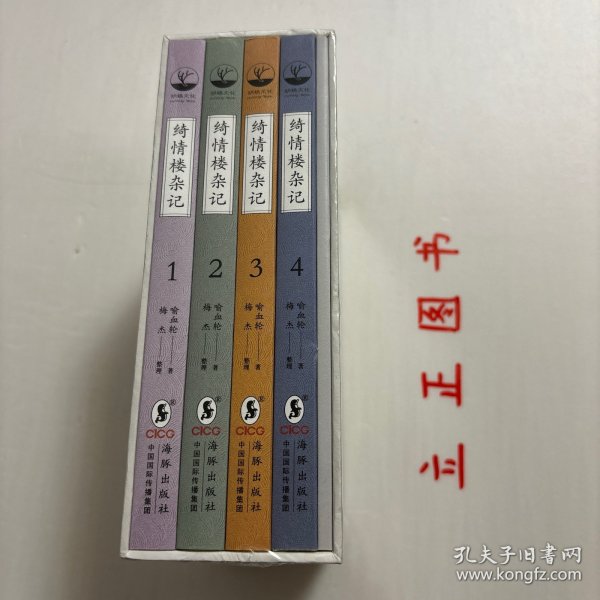 绮情楼杂记
1
喻血轮 著
梅杰 整理
CICG
海豚出版社
中国国际传播集团
绮情楼杂记
2
喻血轮 著
梅杰 整理
CICG
海豚出版社
中国国际传播集团
绮情楼杂记
3
喻血轮 著
梅杰 整理
CICG
海豚出版社
中国国际传播集团
绮情楼杂记
4
喻血轮 著
梅杰 整理
CICG
海豚出版社
中国国际传播集团
立正图书
孔夫子旧书网
www.kongfz.com